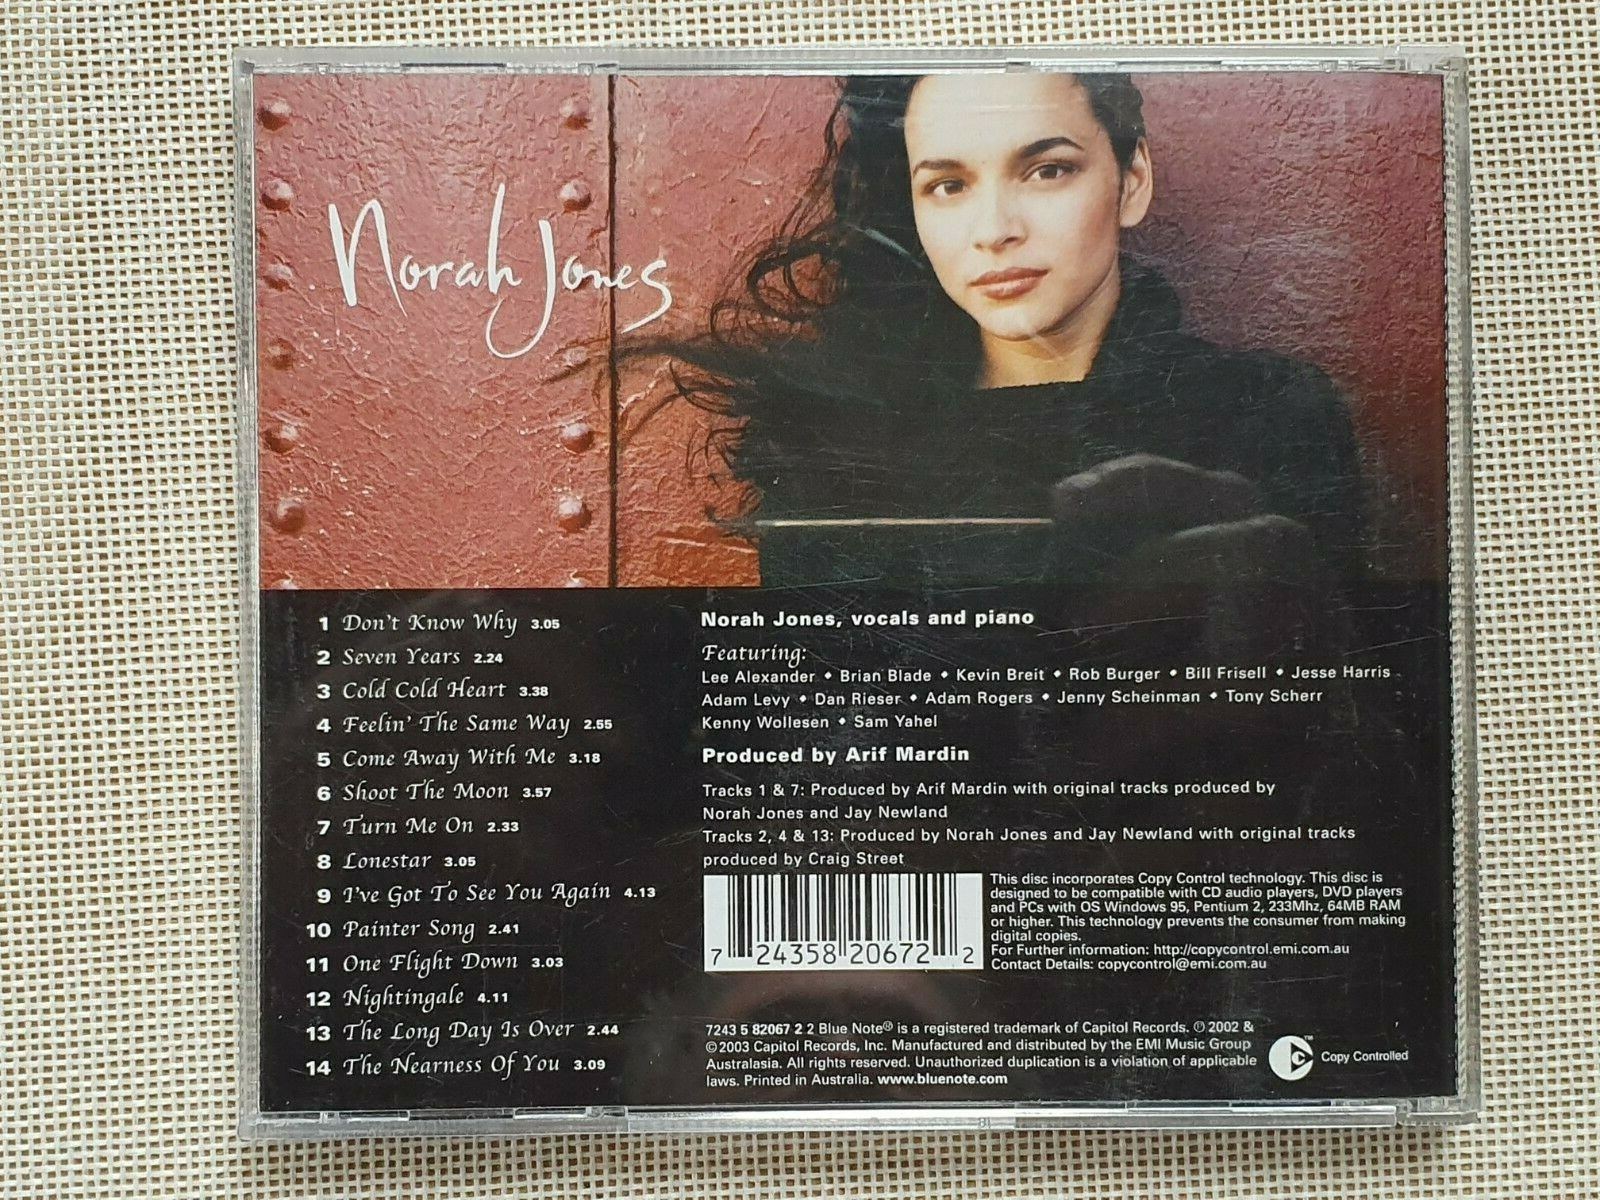 Norah Jones
1 Don't Know Why 3.05
2 Seven Years 2.24
3 Cold Cold Heart 3.38
4 Feelin' The Same Way 2.55
5 Come Away With Me 3.18
6 Shoot The Moon 3.57
7 Turn Me On 2.33
8 Lonestar 3.05
9 I've Got To See You Again 4.13
10 Painter Song 2.41
11 One Flight Down 3.03
12 Nightingale 4.11
13 The Long Day Is Over 2.44
14 The Nearness Of You 3.09
Norah Jones, vocals and piano
Featuring:
Lee Alexander • Brian Blade • Kevin Breit • Rob Burger • Bill Frisell • Jesse Harris
Adam Levy • Dan Rieser • Adam Rogers • Jenny Scheinman • Tony Scherr
Kenny Wollesen • Sam Yahel
Produced by Arif Mardin
Tracks 1 & 7: Produced by Arif Mardin with original tracks produced by
Norah Jones and Jay Newland
Tracks 2, 4 & 13: Produced by Norah Jones and Jay Newland with original tracks
produced by Craig Street
7 24358 20672 2
This disc incorporates Copy Control technology. This disc is
designed to be compatible with CD audio players, DVD players
and PCs with OS Windows 95, Pentium 2, 233Mhz, 64MB RAM
or higher. This technology prevents the consumer from making
digital copies.
For Further information: http://copycontrol.emi.com.au
Contact Details: copycontrol@emi.com.au
7243 5 82067 2 2 Blue Note® is a registered trademark of Capitol Records. ℗ 2002 &
© 2003 Capitol Records, Inc. Manufactured and distributed by the EMI Music Group
Australasia. All rights reserved. Unauthorized duplication is a violation of applicable
laws. Printed in Australia. www.bluenote.com
™
Copy Controlled